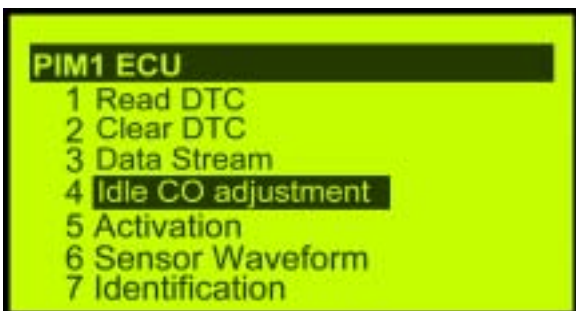 PIM1 ECU
1 Read DTC
2 Clear DTC
3 Data Stream
4 Idle CO adjustment
5 Activation
6 Sensor Waveform
7 Identification